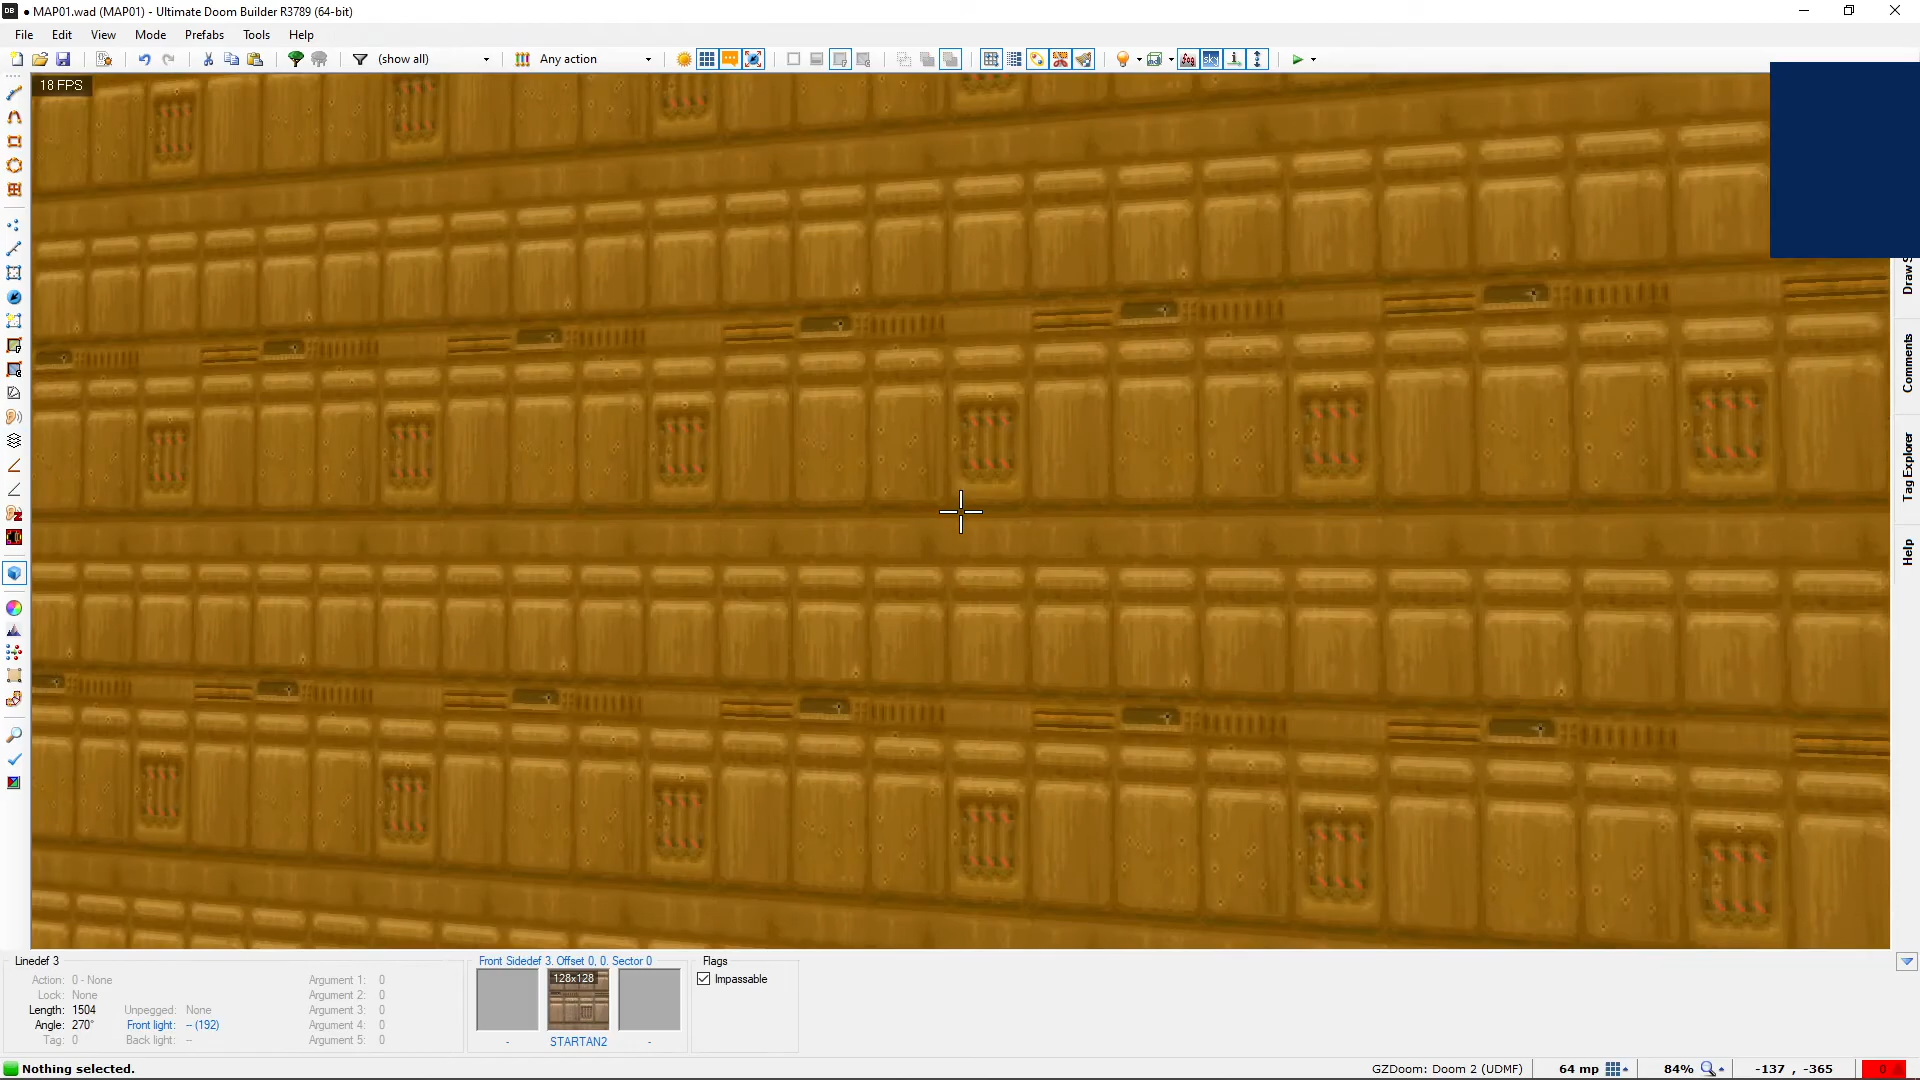 ● MAP01.wad (MAP01) - Ultimate Doom Builder R3789 (64-bit)
File Edit View Mode Prefabs Tools Help
(show all) Any action
18 FPS
Comments
Tag Explorer
Help
Linedef 3
Action: 0 - None
Lock: None
Length: 1504
Angle: 270°
Tag: 0
Unpegged: None
Front light: -- (192)
Back light: --
Argument 1: 0
Argument 2: 0
Argument 3: 0
Argument 4: 0
Argument 5: 0
Front Sidedef 3. Offset 0, 0. Sector 0
128x128
- STARTAN2 -
Flags
Impassable
Nothing selected.
GZDoom: Doom 2 (UDMF) 64 mp 84% -137 , -365 0